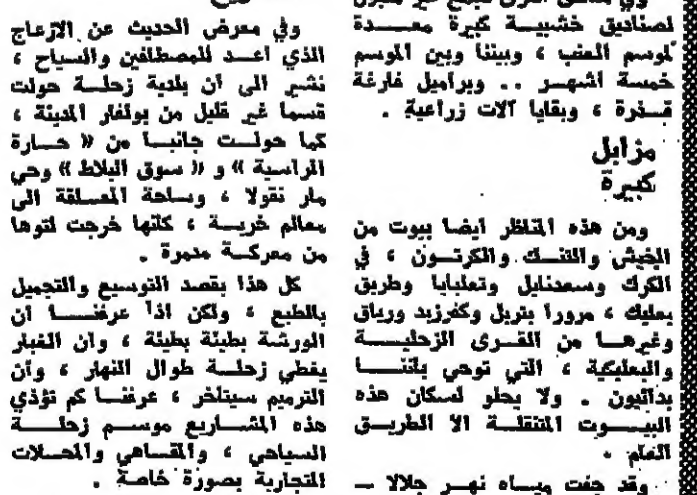 لصناديق خشبية كبيرة معدة
لموسم العنب ، وبيننا وبين الموسم
خمسة اشهر .. وبراميل فارغة
قذرة ، وبقايا آلات زراعية .
مزابل
كبيرة
ومن هذه المناظر ايضا بيوت من
الخيش والتنك والكرتون ، في
الكرك وسعدنايل وتعلبايا وطريق
بعلبك ، مرورا بتربل وكفرزبد ورياق
وغيرها من القرى الزحلية
والبعلبكية ، التي توحي بأننا
بدائيون . ولا يحلو لسكان هذه
البيوت المتنقلة الا الطريق
العام .
وقد جفت مياه نهر جلالا —
وفي معرض الحديث عن الازعاج
الذي اعد للمصطافين والسياح ،
نشير الى أن بلدية زحلة حولت
قسما غير قليل من بولفار المدينة ،
كما حولت جانبا من « حارة
الراسية » و « سوق البلاط » وحي
مار نقولا ، وساحة المعلقة الى
معالم خربة ، كأنها خرجت لتوها
من معركة مدمرة .
كل هذا بقصد التوسيع والتجميل
بالطبع ، ولكن اذا عرفنا ان
الورشة بطيئة بطيئة ، وان الغبار
يغطي زحلة طوال النهار ، وأن
الترميم سيتأخر ، عرفنا كم تؤذي
هذه المشاريع موسم زحلة
السياحي ، والمقاهي والمحلات
التجارية بصورة خاصة .